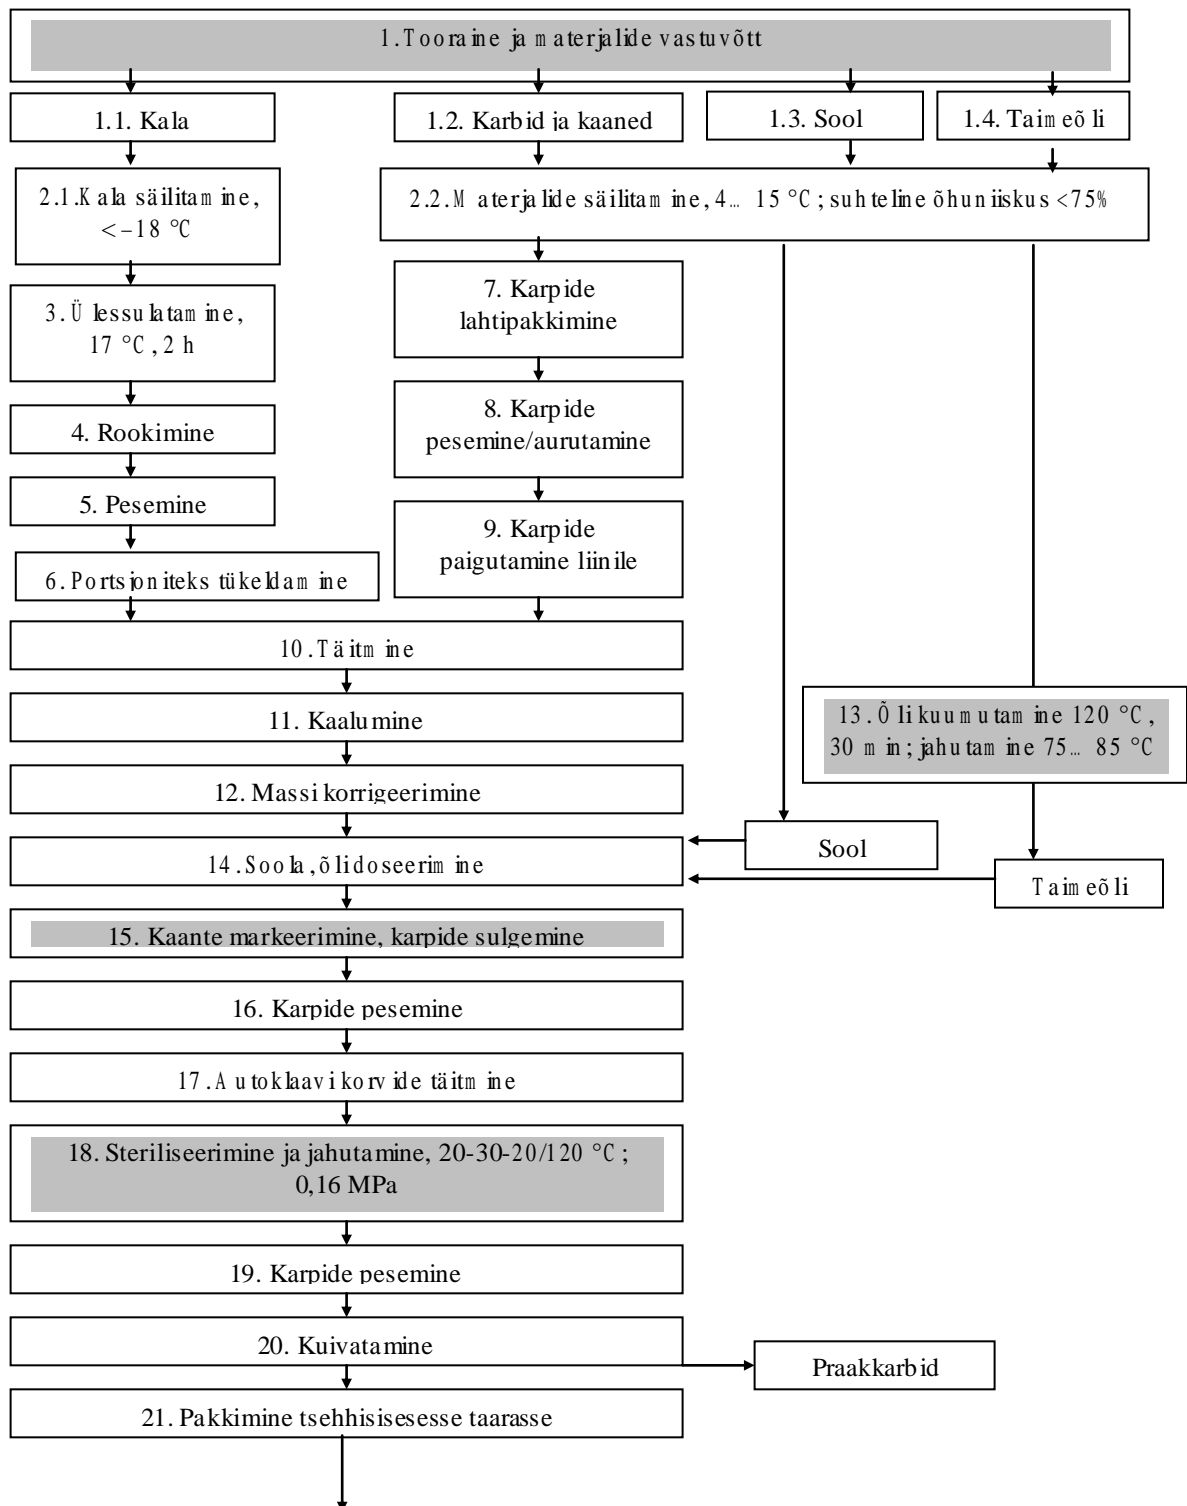 1. Tooraine ja materjalide vastuvõtt
1.1. Kala
1.2. Karbid ja kaaned
1.3. Sool
1.4. Taimeõli
2.1. Kala säilitamine,
<–18 °C
2.2. Materjalide säilitamine, 4… 15 °C; suhteline õhuniiskus <75%
3. Ülessulatamine,
17 °C, 2 h
7. Karpide
lahtipakkimine
4. Rookimine
8. Karpide
pesemine/aurutamine
5. Pesemine
9. Karpide
paigutamine liinile
6. Portsjoniteks tükeldamine
10. Täitmine
11. Kaalumine
13. Õli kuumutamine 120 °C,
30 min; jahutamine 75… 85 °C
12. Massi korrigeerimine
Sool
14. Soola, õli doseerimine
Taimeõli
15. Kaante markeerimine, karpide sulgemine
16. Karpide pesemine
17. Autoklaavi korvide täitmine
18. Steriliseerimine ja jahutamine, 20-30-20/120 °C;
0,16 MPa
19. Karpide pesemine
20. Kuivatamine
Praakkarbid
21. Pakkimine tsehhisisesesse taarasse